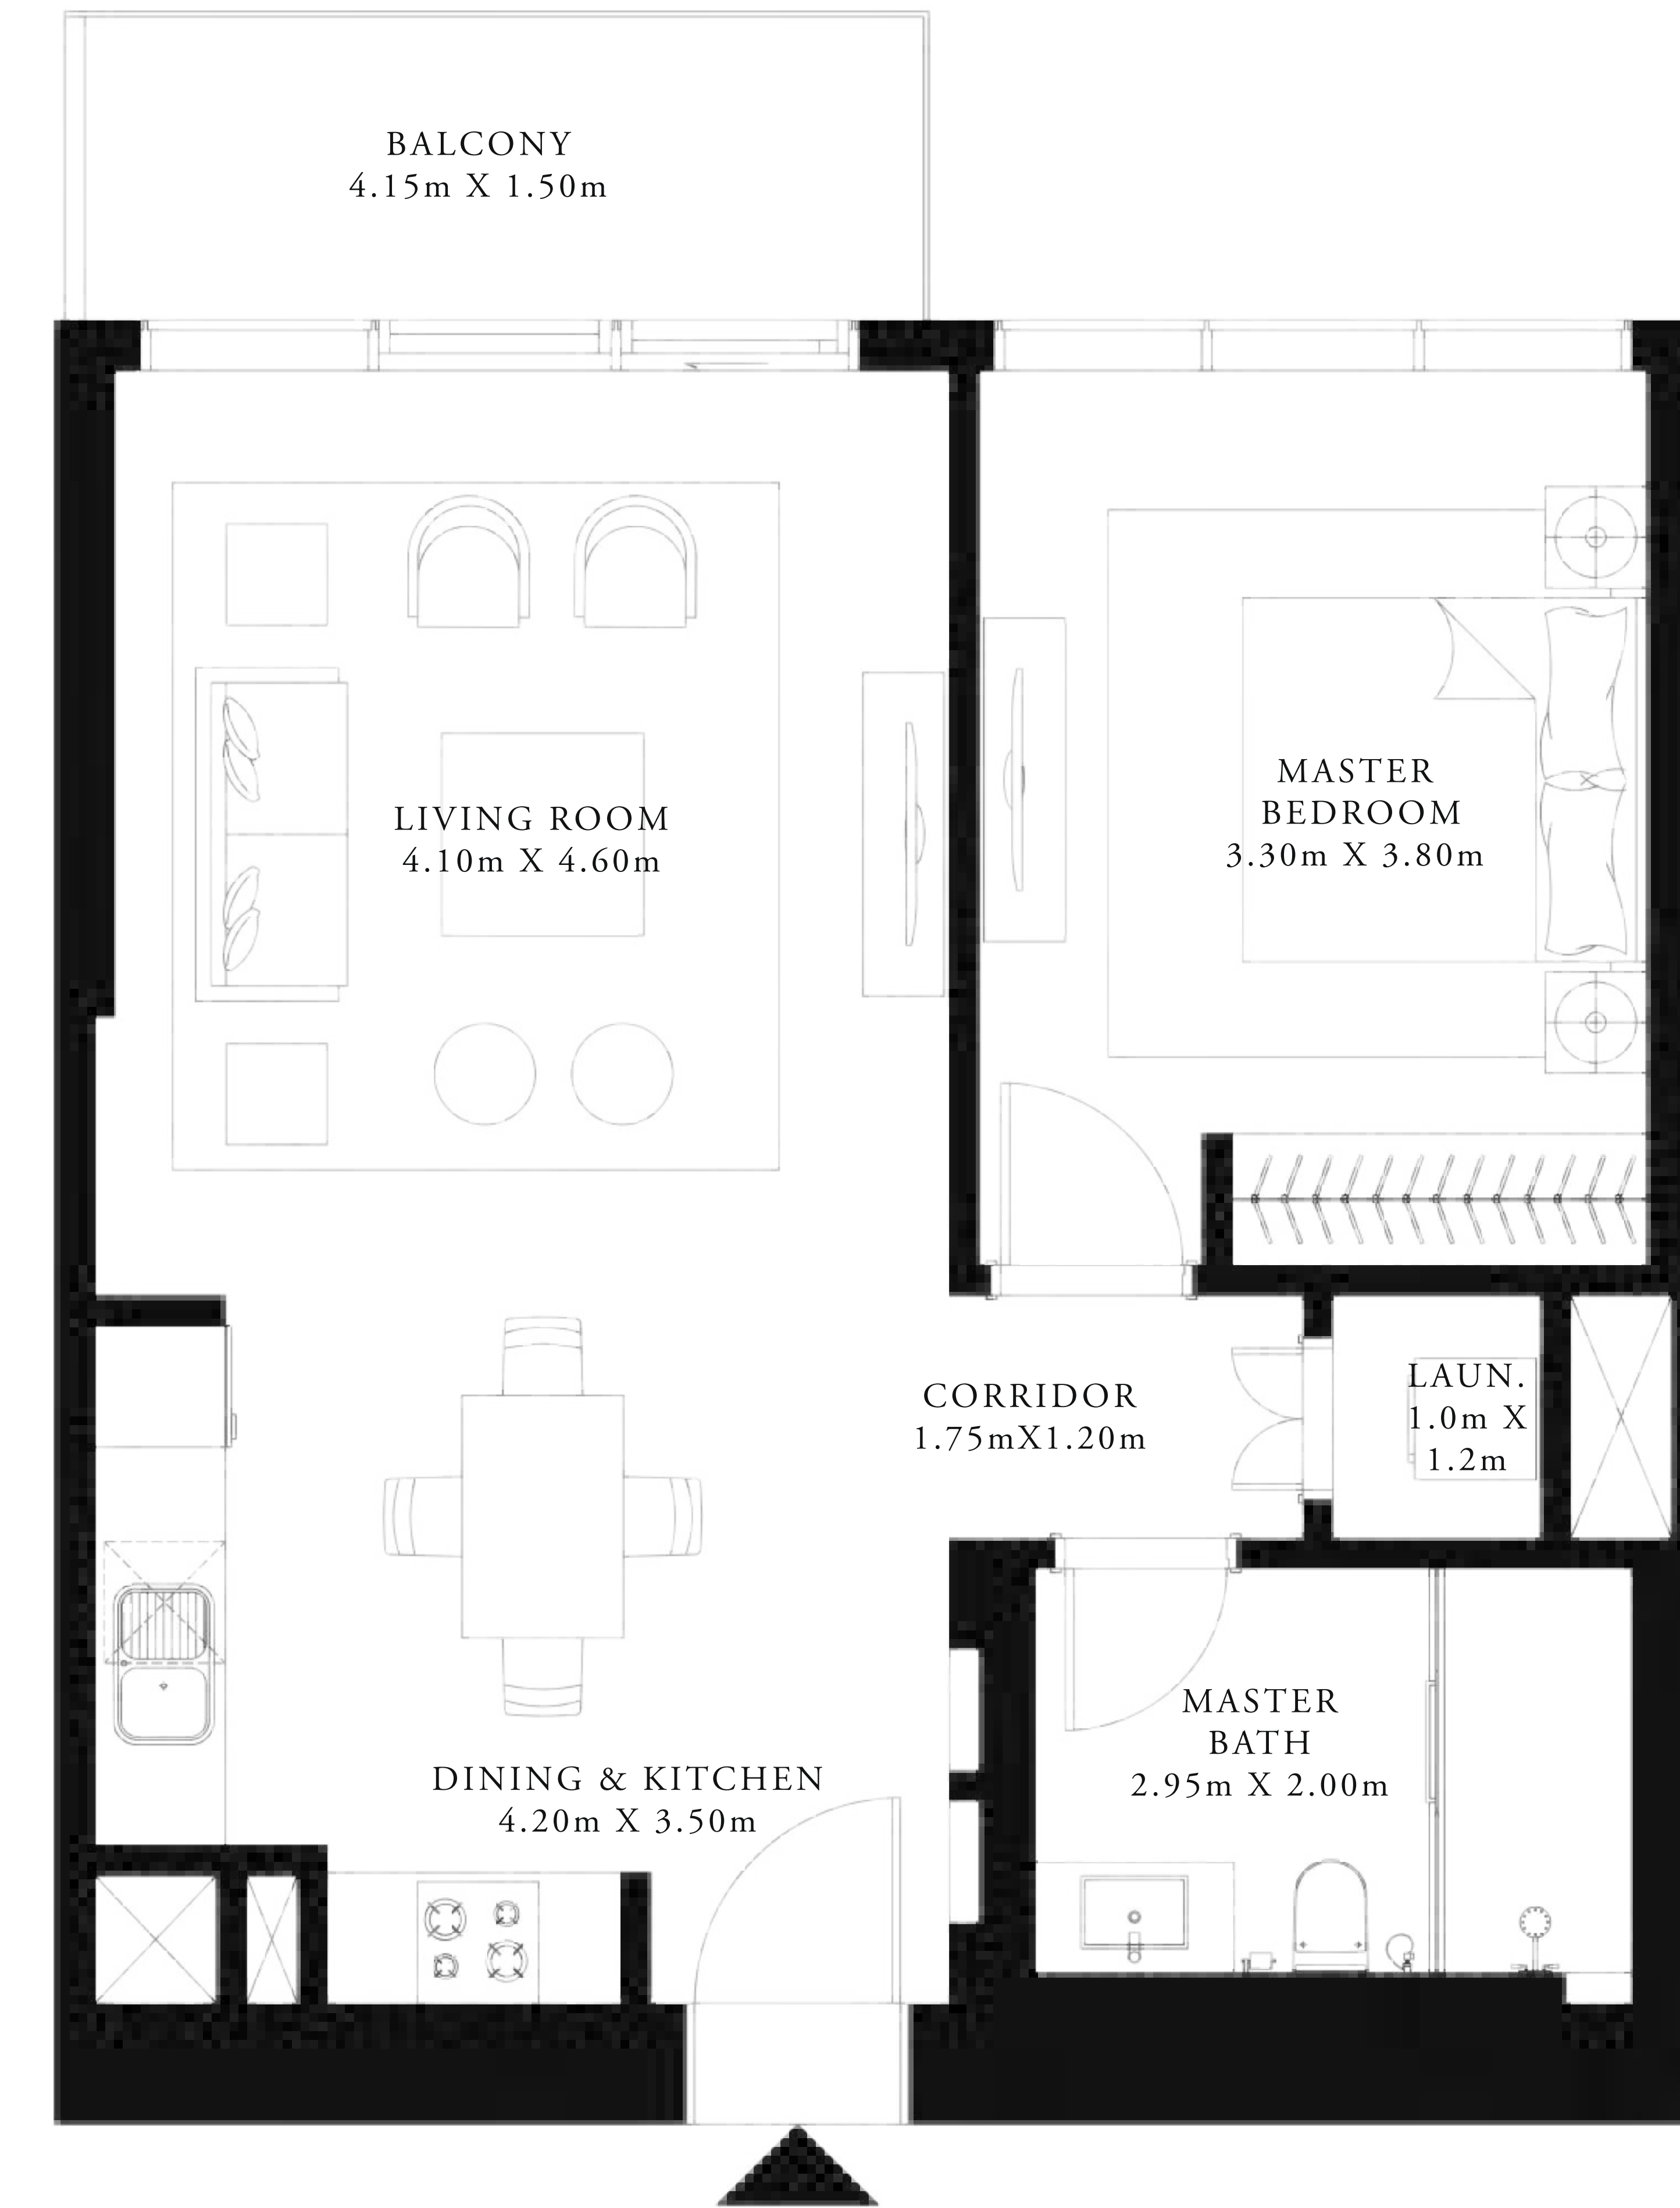 BALCONY
4.15m X 1.50m
LIVING ROOM
4.10m X 4.60m
MASTER
BEDROOM
3.30m X 3.80m
CORRIDOR
1.75mX1.20m
LAUN.
1.0m X
1.2m
MASTER
BATH
2.95m X 2.00m
DINING & KITCHEN
4.20m X 3.50m